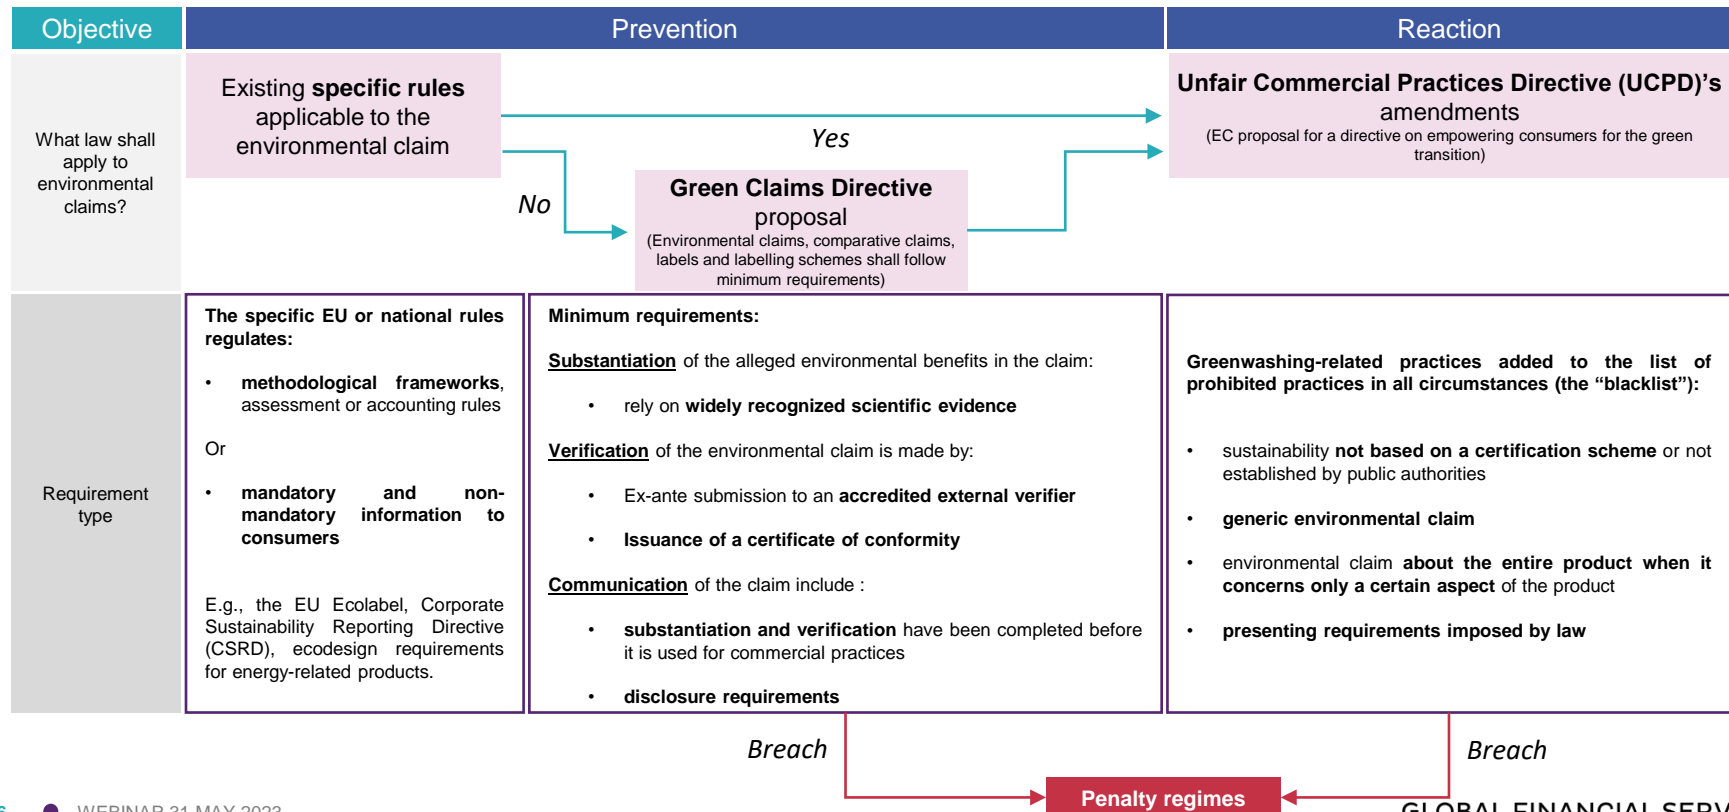 Objective
Prevention
Reaction
What law shall
apply to
environmental
claims?
Existing specific rules
applicable to the
environmental claim
Yes
No
Green Claims Directive
proposal
(Environmental claims, comparative claims,
labels and labelling schemes shall follow
minimum requirements)
Unfair Commercial Practices Directive (UCPD)'s
amendments
(EC proposal for a directive on empowering consumers for the green
transition)
Requirement
type
The specific EU or national rules
regulates:
• methodological frameworks,
assessment or accounting rules
Or
• mandatory and non-
mandatory information to
consumers
E.g., the EU Ecolabel, Corporate
Sustainability Reporting Directive
(CSRD), ecodesign requirements
for energy-related products.
Minimum requirements:
Substantiation of the alleged environmental benefits in the claim:
• rely on widely recognized scientific evidence
Verification of the environmental claim is made by:
• Ex-ante submission to an accredited external verifier
• Issuance of a certificate of conformity
Communication of the claim include :
• substantiation and verification have been completed before
it is used for commercial practices
• disclosure requirements
Greenwashing-related practices added to the list of
prohibited practices in all circumstances (the “blacklist”):
• sustainability not based on a certification scheme or not
established by public authorities
• generic environmental claim
• environmental claim about the entire product when it
concerns only a certain aspect of the product
• presenting requirements imposed by law
Breach
Breach
Penalty regimes
WEBINAR 31 MAY 2023
GLOBAL FINANCIAL SERV